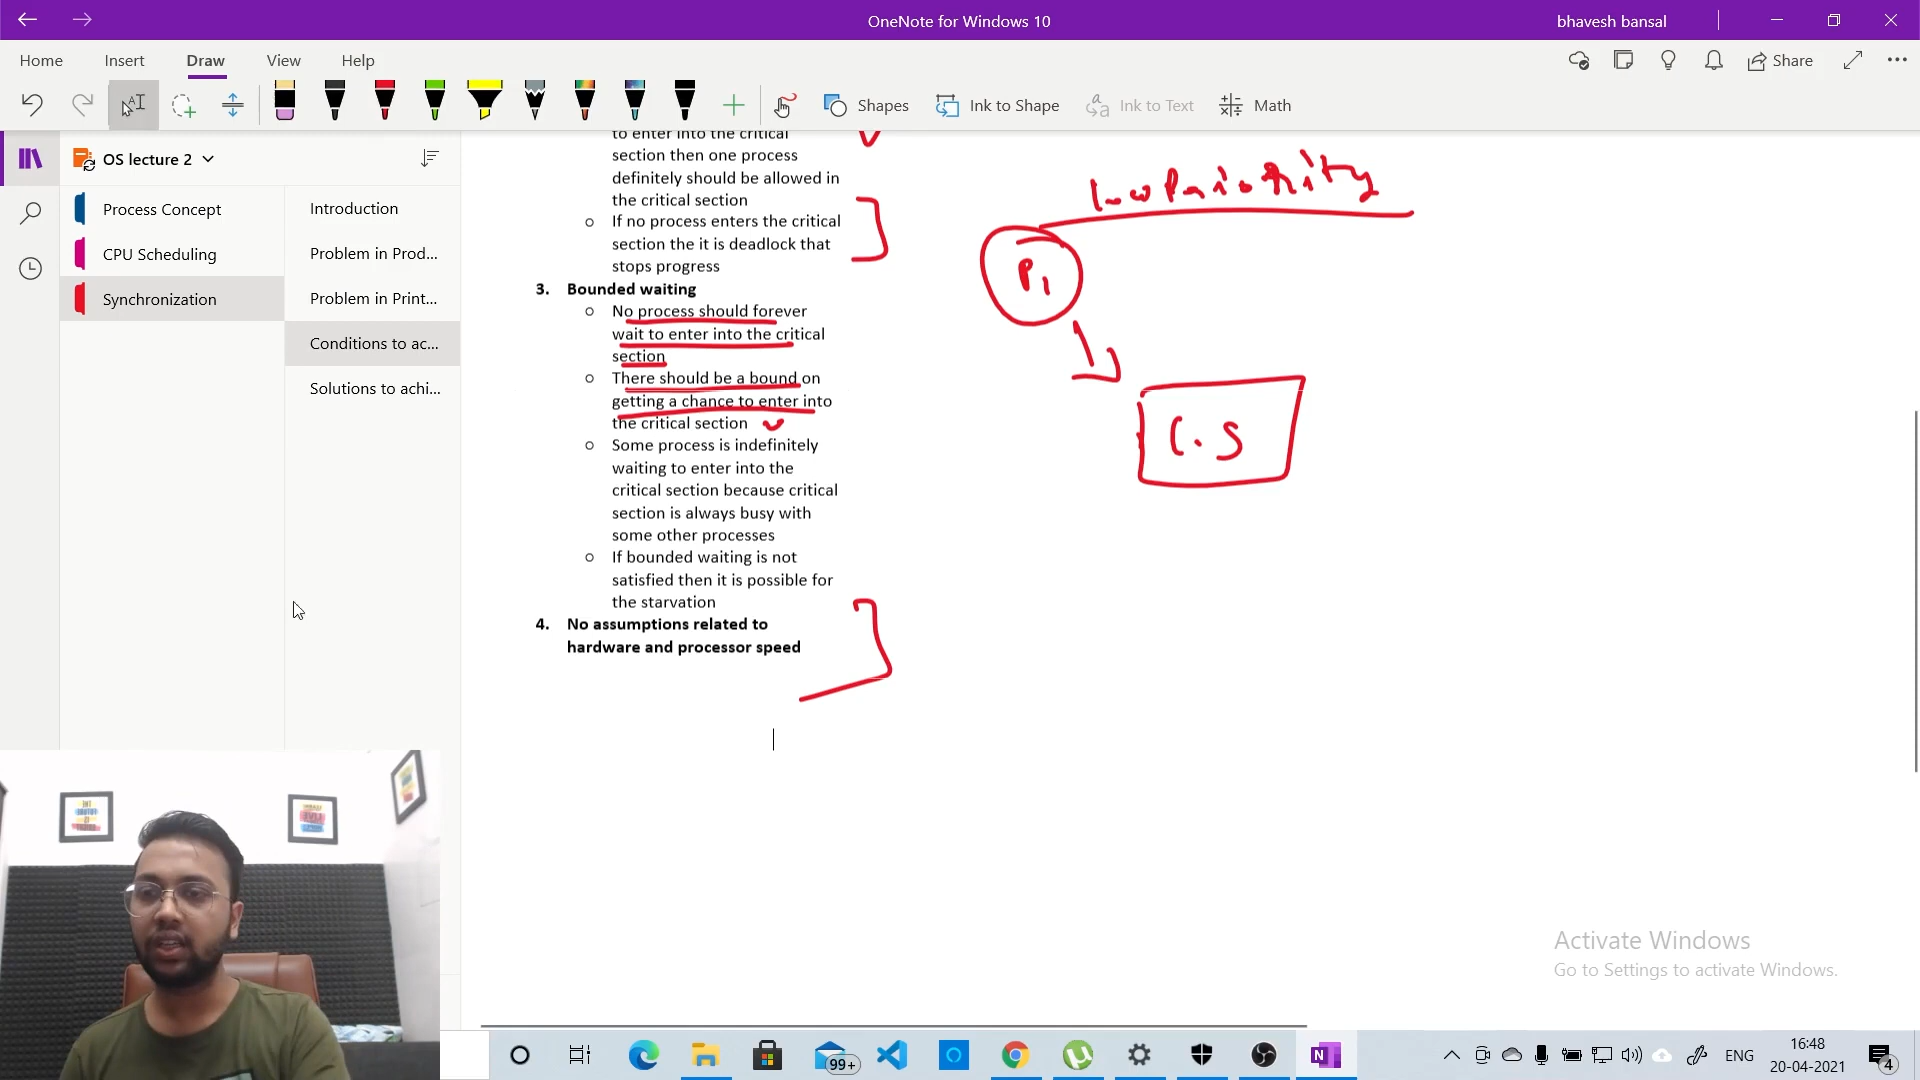 OneNote for Windows 10
bhavesh bansal
Home
Insert
Draw
View
Help
Share
Shapes
Ink to Shape
Ink to Text
Math
OS lecture 2
Process Concept
CPU Scheduling
Synchronization
Introduction
Problem in Prod...
Problem in Print...
Conditions to ac...
Solutions to achi...
to enter into the critical
section then one process
definitely should be allowed in
the critical section
If no process enters the critical
section the it is deadlock that
stops progress
3. Bounded waiting
No process should forever
wait to enter into the critical
section
There should be a bound on
getting a chance to enter into
the critical section
Some process is indefinitely
waiting to enter into the
critical section because critical
section is always busy with
some other processes
If bounded waiting is not
satisfied then it is possible for
the starvation
4. No assumptions related to
hardware and processor speed
low Priority
P1
C.S
Activate Windows
Go to Settings to activate Windows.
99+
ENG
16:48
20-04-2021
4